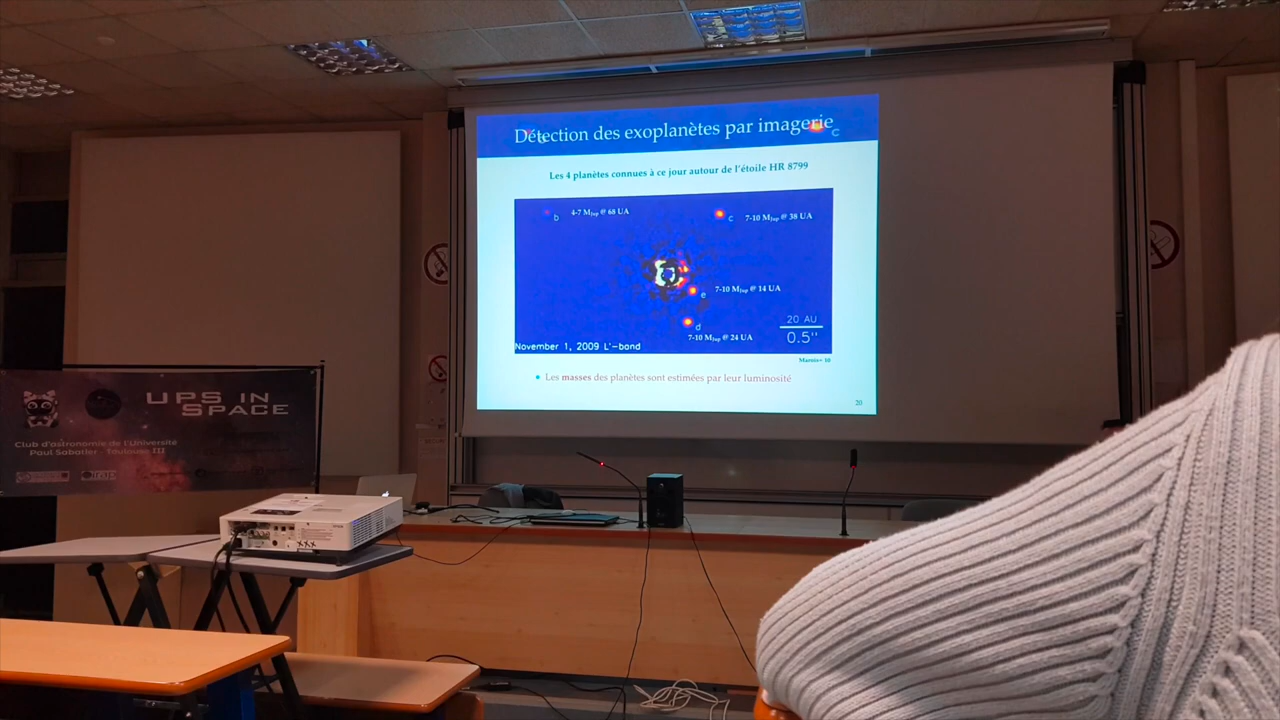 Détection des exoplanètes par imagerie
c
Les 4 planètes connues à ce jour autour de l'étoile HR 8799
b 4-7 MJup @ 68 UA
c 7-10 MJup @ 38 UA
e 7-10 MJup @ 14 UA
d
7-10 MJup @ 24 UA
20 AU
0.5"
November 1, 2009 L'-band
Marois+ 10
Les masses des planètes sont estimées par leur luminosité
20
UPS IN
SPACE
Club d'astronomie de l'Université
Paul Sabatier - Toulouse III